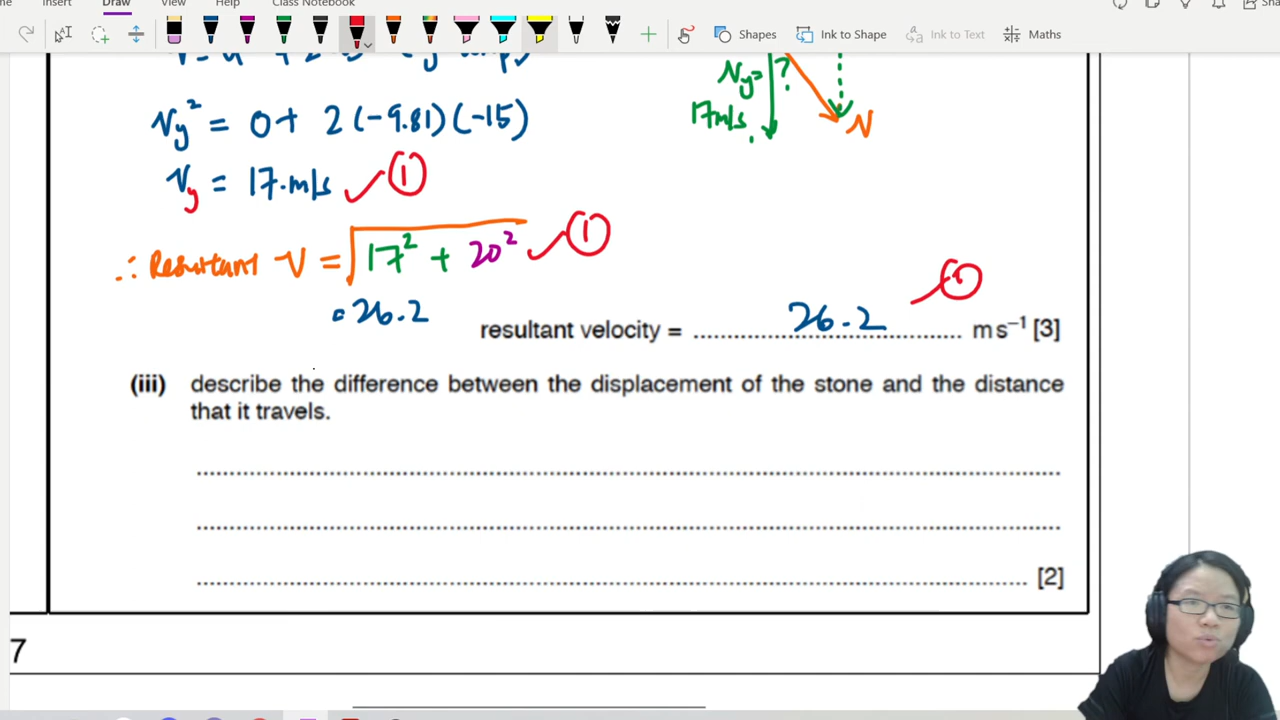 Insert Draw View Help Class Notebook
Shapes Ink to Shape Ink to Text Maths
Vy² = 0 + 2(-9.81)(-15)
Vy = 17 m/s ✓ ①
∴ Resultant V = √17² + 20² ✓ ①
= 26.2
Vy = ?
17m/s
V
resultant velocity = 26.2 m s⁻¹ [3]
(iii) describe the difference between the displacement of the stone and the distance
that it travels.
[2]
7